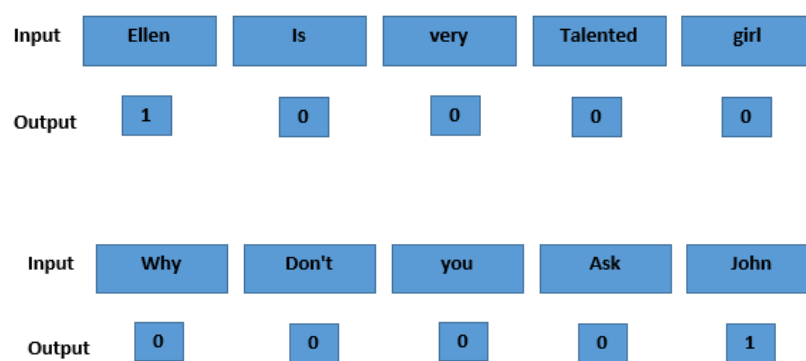 Input Ellen Is very Talented girl
Output 1 0 0 0 0
Input Why Don't you Ask John
Output 0 0 0 0 1